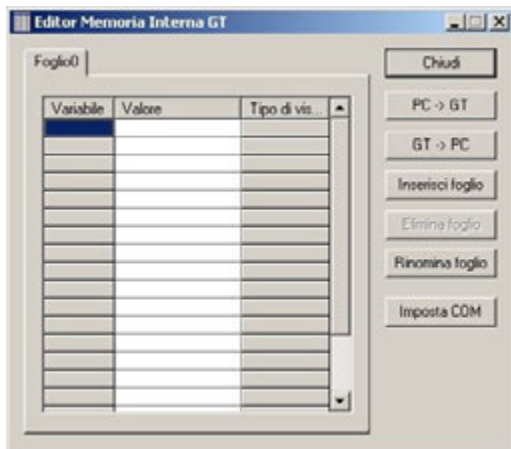 Editor Memoria Interna GT
Foglio0
Variabile Valore Tipo di vis...
Chiudi
PC -> GT
GT -> PC
Inserisci foglio
Elimina foglio
Rinomina foglio
Imposta COM